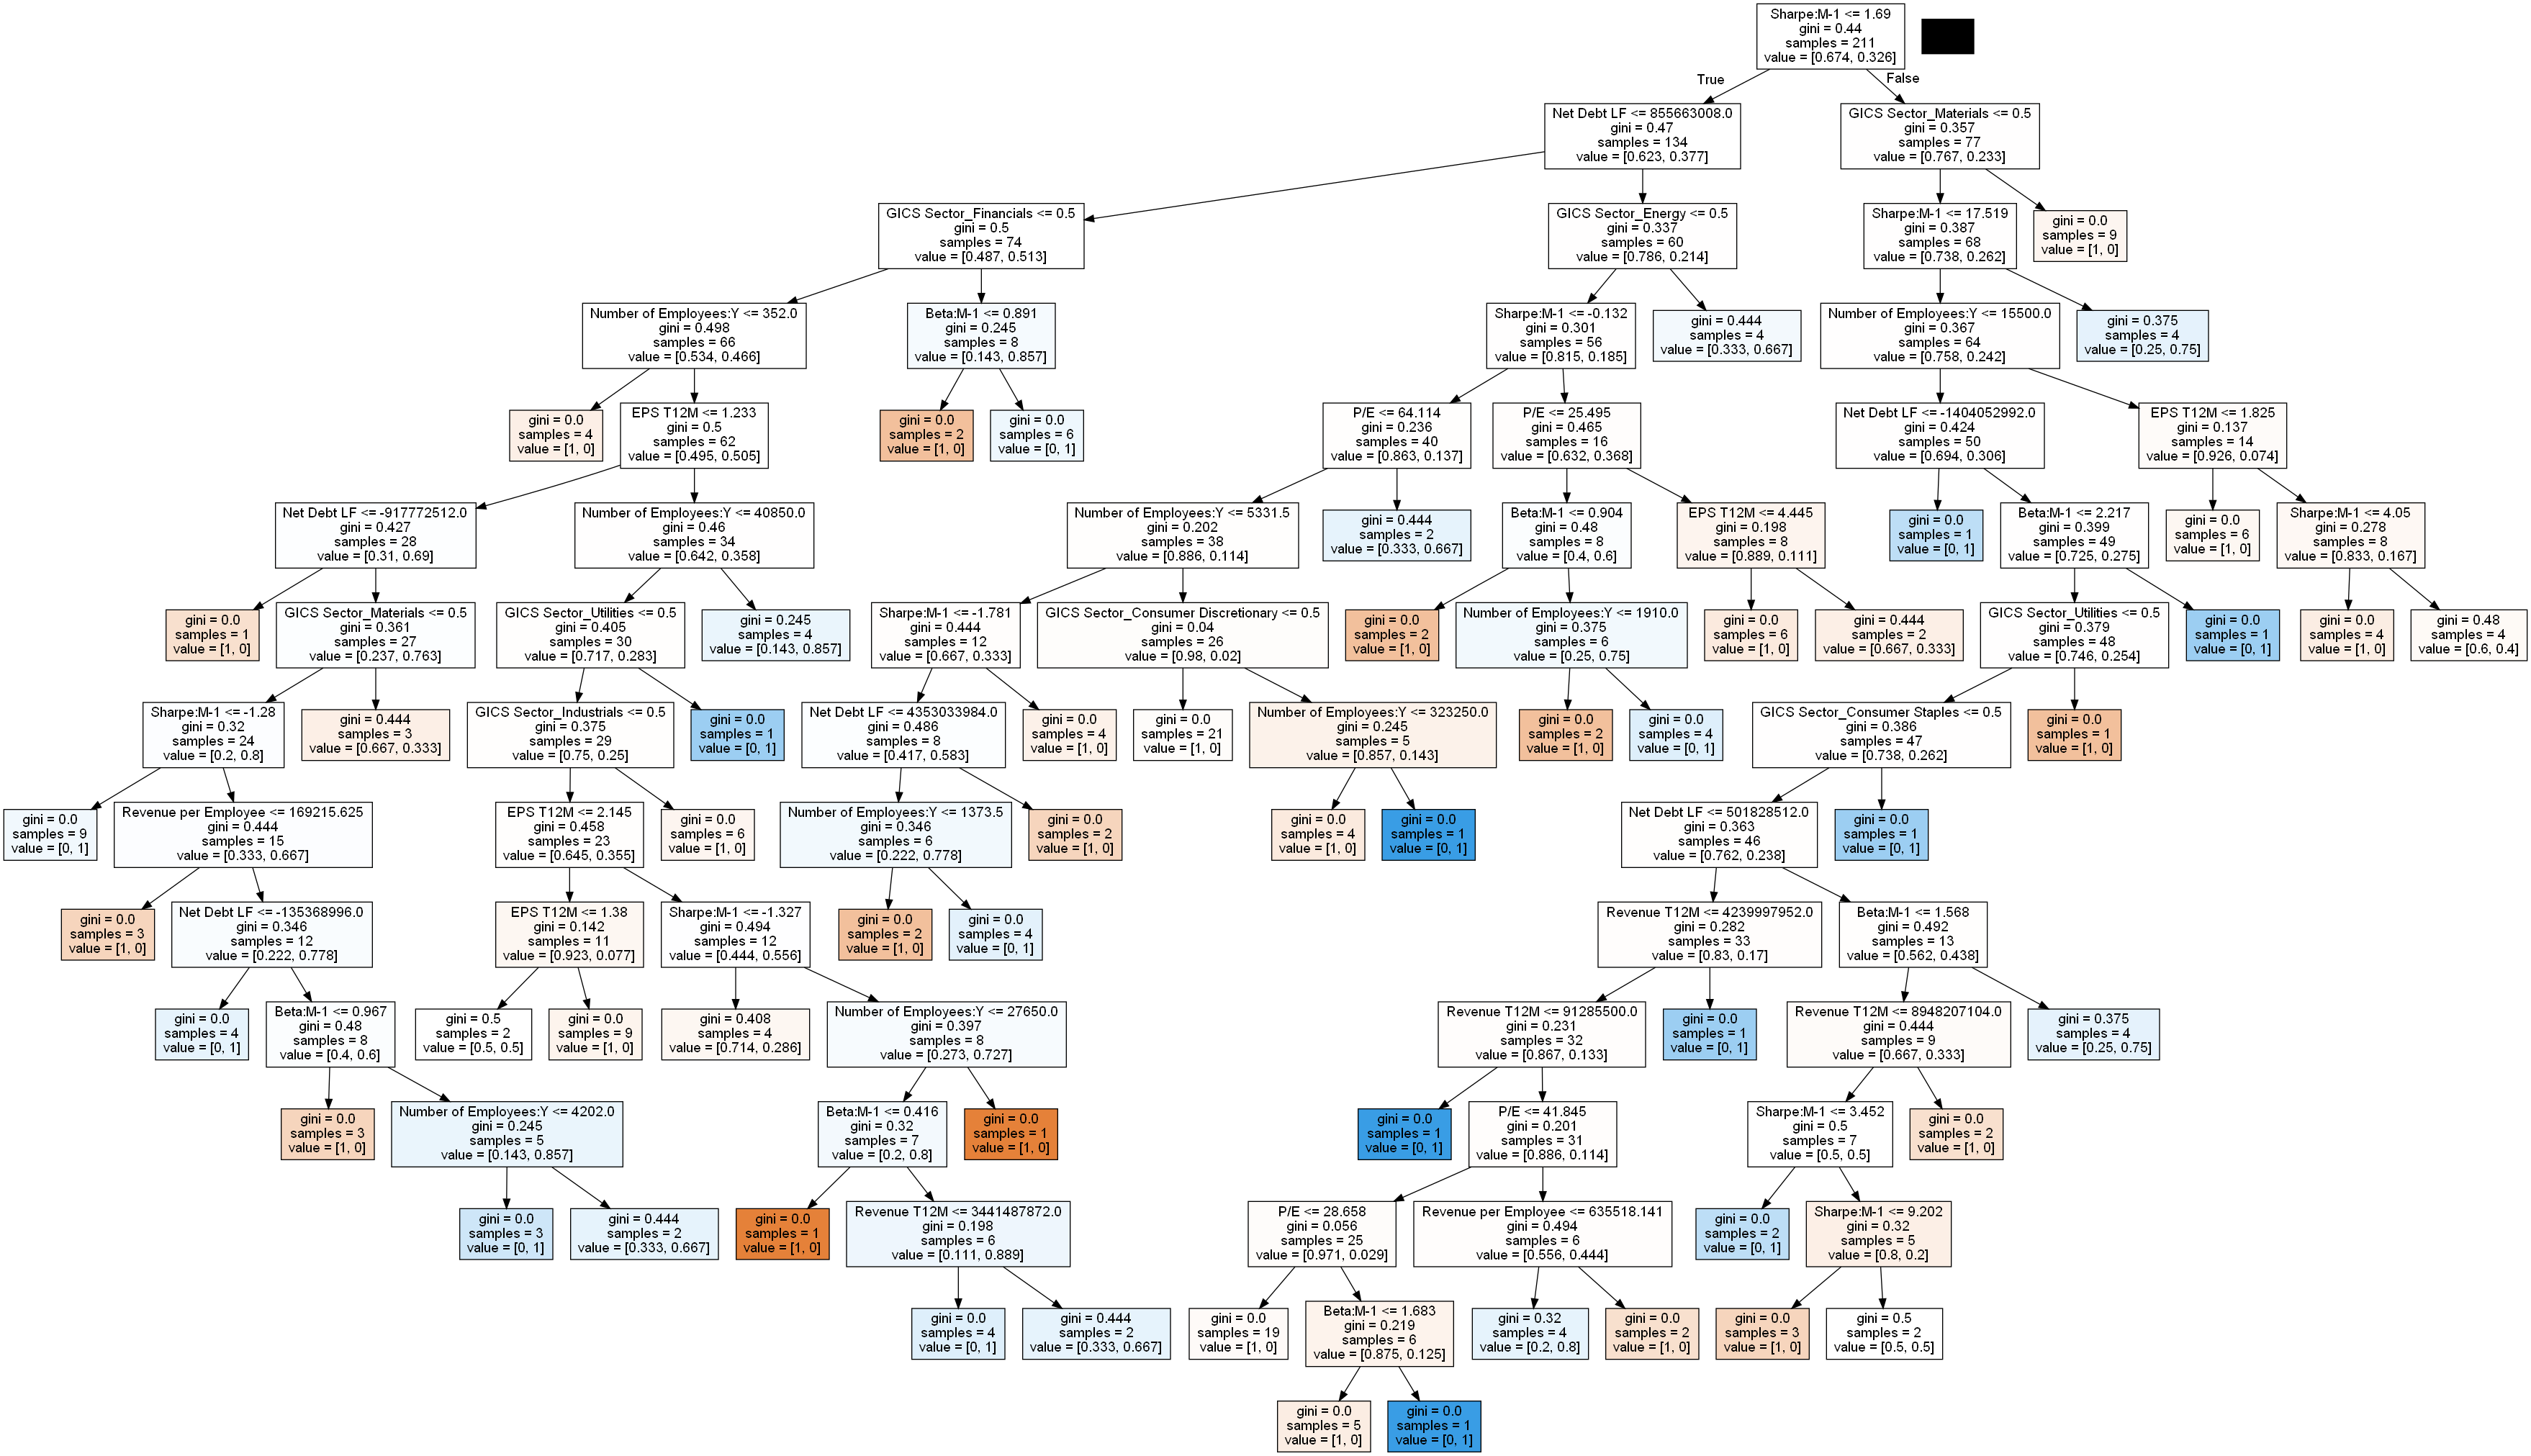 Sharpe:M-1 <= 1.69
gini = 0.44
samples = 211
value = [0.674, 0.326]
True
False
Net Debt LF <= 855663008.0
gini = 0.47
samples = 134
value = [0.623, 0.377]
GICS Sector_Materials <= 0.5
gini = 0.357
samples = 77
value = [0.767, 0.233]
GICS Sector_Financials <= 0.5
gini = 0.5
samples = 74
value = [0.487, 0.513]
GICS Sector_Energy <= 0.5
gini = 0.337
samples = 60
value = [0.786, 0.214]
Sharpe:M-1 <= 17.519
gini = 0.387
samples = 68
value = [0.738, 0.262]
gini = 0.0
samples = 9
value = [1, 0]
Number of Employees:Y <= 352.0
gini = 0.498
samples = 66
value = [0.534, 0.466]
Beta:M-1 <= 0.891
gini = 0.245
samples = 8
value = [0.143, 0.857]
Sharpe:M-1 <= -0.132
gini = 0.301
samples = 56
value = [0.815, 0.185]
gini = 0.444
samples = 4
value = [0.333, 0.667]
Number of Employees:Y <= 15500.0
gini = 0.367
samples = 64
value = [0.758, 0.242]
gini = 0.375
samples = 4
value = [0.25, 0.75]
gini = 0.0
samples = 4
value = [1, 0]
EPS T12M <= 1.233
gini = 0.5
samples = 62
value = [0.495, 0.505]
gini = 0.0
samples = 2
value = [1, 0]
gini = 0.0
samples = 6
value = [0, 1]
P/E <= 64.114
gini = 0.236
samples = 40
value = [0.863, 0.137]
P/E <= 25.495
gini = 0.465
samples = 16
value = [0.632, 0.368]
Net Debt LF <= -1404052992.0
gini = 0.424
samples = 50
value = [0.694, 0.306]
EPS T12M <= 1.825
gini = 0.137
samples = 14
value = [0.926, 0.074]
Net Debt LF <= -917772512.0
gini = 0.427
samples = 28
value = [0.31, 0.69]
Number of Employees:Y <= 40850.0
gini = 0.46
samples = 34
value = [0.642, 0.358]
Number of Employees:Y <= 5331.5
gini = 0.202
samples = 38
value = [0.886, 0.114]
gini = 0.444
samples = 2
value = [0.333, 0.667]
Beta:M-1 <= 0.904
gini = 0.48
samples = 8
value = [0.4, 0.6]
EPS T12M <= 4.445
gini = 0.198
samples = 8
value = [0.889, 0.111]
gini = 0.0
samples = 1
value = [0, 1]
Beta:M-1 <= 2.217
gini = 0.399
samples = 49
value = [0.725, 0.275]
gini = 0.0
samples = 6
value = [1, 0]
Sharpe:M-1 <= 4.05
gini = 0.278
samples = 8
value = [0.833, 0.167]
gini = 0.0
samples = 1
value = [1, 0]
GICS Sector_Materials <= 0.5
gini = 0.361
samples = 27
value = [0.237, 0.763]
GICS Sector_Utilities <= 0.5
gini = 0.405
samples = 30
value = [0.717, 0.283]
gini = 0.245
samples = 4
value = [0.143, 0.857]
Sharpe:M-1 <= -1.781
gini = 0.444
samples = 12
value = [0.667, 0.333]
GICS Sector_Consumer Discretionary <= 0.5
gini = 0.04
samples = 26
value = [0.98, 0.02]
gini = 0.0
samples = 2
value = [1, 0]
Number of Employees:Y <= 1910.0
gini = 0.375
samples = 6
value = [0.25, 0.75]
gini = 0.0
samples = 6
value = [1, 0]
gini = 0.444
samples = 2
value = [0.667, 0.333]
GICS Sector_Utilities <= 0.5
gini = 0.379
samples = 48
value = [0.746, 0.254]
gini = 0.0
samples = 1
value = [0, 1]
gini = 0.0
samples = 4
value = [1, 0]
gini = 0.48
samples = 4
value = [0.6, 0.4]
Sharpe:M-1 <= -1.28
gini = 0.32
samples = 24
value = [0.2, 0.8]
gini = 0.444
samples = 3
value = [0.667, 0.333]
GICS Sector_Industrials <= 0.5
gini = 0.375
samples = 29
value = [0.75, 0.25]
gini = 0.0
samples = 1
value = [0, 1]
Net Debt LF <= 4353033984.0
gini = 0.486
samples = 8
value = [0.417, 0.583]
gini = 0.0
samples = 4
value = [1, 0]
gini = 0.0
samples = 21
value = [1, 0]
Number of Employees:Y <= 323250.0
gini = 0.245
samples = 5
value = [0.857, 0.143]
gini = 0.0
samples = 2
value = [1, 0]
gini = 0.0
samples = 4
value = [0, 1]
GICS Sector_Consumer Staples <= 0.5
gini = 0.386
samples = 47
value = [0.738, 0.262]
gini = 0.0
samples = 1
value = [1, 0]
gini = 0.0
samples = 9
value = [0, 1]
Revenue per Employee <= 169215.625
gini = 0.444
samples = 15
value = [0.333, 0.667]
EPS T12M <= 2.145
gini = 0.458
samples = 23
value = [0.645, 0.355]
gini = 0.0
samples = 6
value = [1, 0]
Number of Employees:Y <= 1373.5
gini = 0.346
samples = 6
value = [0.222, 0.778]
gini = 0.0
samples = 2
value = [1, 0]
gini = 0.0
samples = 4
value = [1, 0]
gini = 0.0
samples = 1
value = [0, 1]
Net Debt LF <= 501828512.0
gini = 0.363
samples = 46
value = [0.762, 0.238]
gini = 0.0
samples = 1
value = [0, 1]
gini = 0.0
samples = 3
value = [1, 0]
Net Debt LF <= -135368996.0
gini = 0.346
samples = 12
value = [0.222, 0.778]
EPS T12M <= 1.38
gini = 0.142
samples = 11
value = [0.923, 0.077]
Sharpe:M-1 <= -1.327
gini = 0.494
samples = 12
value = [0.444, 0.556]
gini = 0.0
samples = 2
value = [1, 0]
gini = 0.0
samples = 4
value = [0, 1]
Revenue T12M <= 4239997952.0
gini = 0.282
samples = 33
value = [0.83, 0.17]
Beta:M-1 <= 1.568
gini = 0.492
samples = 13
value = [0.562, 0.438]
gini = 0.0
samples = 4
value = [0, 1]
Beta:M-1 <= 0.967
gini = 0.48
samples = 8
value = [0.4, 0.6]
gini = 0.5
samples = 2
value = [0.5, 0.5]
gini = 0.0
samples = 9
value = [1, 0]
gini = 0.408
samples = 4
value = [0.714, 0.286]
Number of Employees:Y <= 27650.0
gini = 0.397
samples = 8
value = [0.273, 0.727]
Revenue T12M <= 91285500.0
gini = 0.231
samples = 32
value = [0.867, 0.133]
gini = 0.0
samples = 1
value = [0, 1]
Revenue T12M <= 8948207104.0
gini = 0.444
samples = 9
value = [0.667, 0.333]
gini = 0.375
samples = 4
value = [0.25, 0.75]
gini = 0.0
samples = 3
value = [1, 0]
Number of Employees:Y <= 4202.0
gini = 0.245
samples = 5
value = [0.143, 0.857]
Beta:M-1 <= 0.416
gini = 0.32
samples = 7
value = [0.2, 0.8]
gini = 0.0
samples = 1
value = [1, 0]
gini = 0.0
samples = 1
value = [0, 1]
P/E <= 41.845
gini = 0.201
samples = 31
value = [0.886, 0.114]
Sharpe:M-1 <= 3.452
gini = 0.5
samples = 7
value = [0.5, 0.5]
gini = 0.0
samples = 2
value = [1, 0]
gini = 0.0
samples = 3
value = [0, 1]
gini = 0.444
samples = 2
value = [0.333, 0.667]
gini = 0.0
samples = 1
value = [1, 0]
Revenue T12M <= 3441487872.0
gini = 0.198
samples = 6
value = [0.111, 0.889]
P/E <= 28.658
gini = 0.056
samples = 25
value = [0.971, 0.029]
Revenue per Employee <= 635518.141
gini = 0.494
samples = 6
value = [0.556, 0.444]
gini = 0.0
samples = 2
value = [0, 1]
Sharpe:M-1 <= 9.202
gini = 0.32
samples = 5
value = [0.8, 0.2]
gini = 0.0
samples = 4
value = [0, 1]
gini = 0.444
samples = 2
value = [0.333, 0.667]
gini = 0.0
samples = 19
value = [1, 0]
Beta:M-1 <= 1.683
gini = 0.219
samples = 6
value = [0.875, 0.125]
gini = 0.32
samples = 4
value = [0.2, 0.8]
gini = 0.0
samples = 2
value = [1, 0]
gini = 0.0
samples = 3
value = [1, 0]
gini = 0.5
samples = 2
value = [0.5, 0.5]
gini = 0.0
samples = 5
value = [1, 0]
gini = 0.0
samples = 1
value = [0, 1]